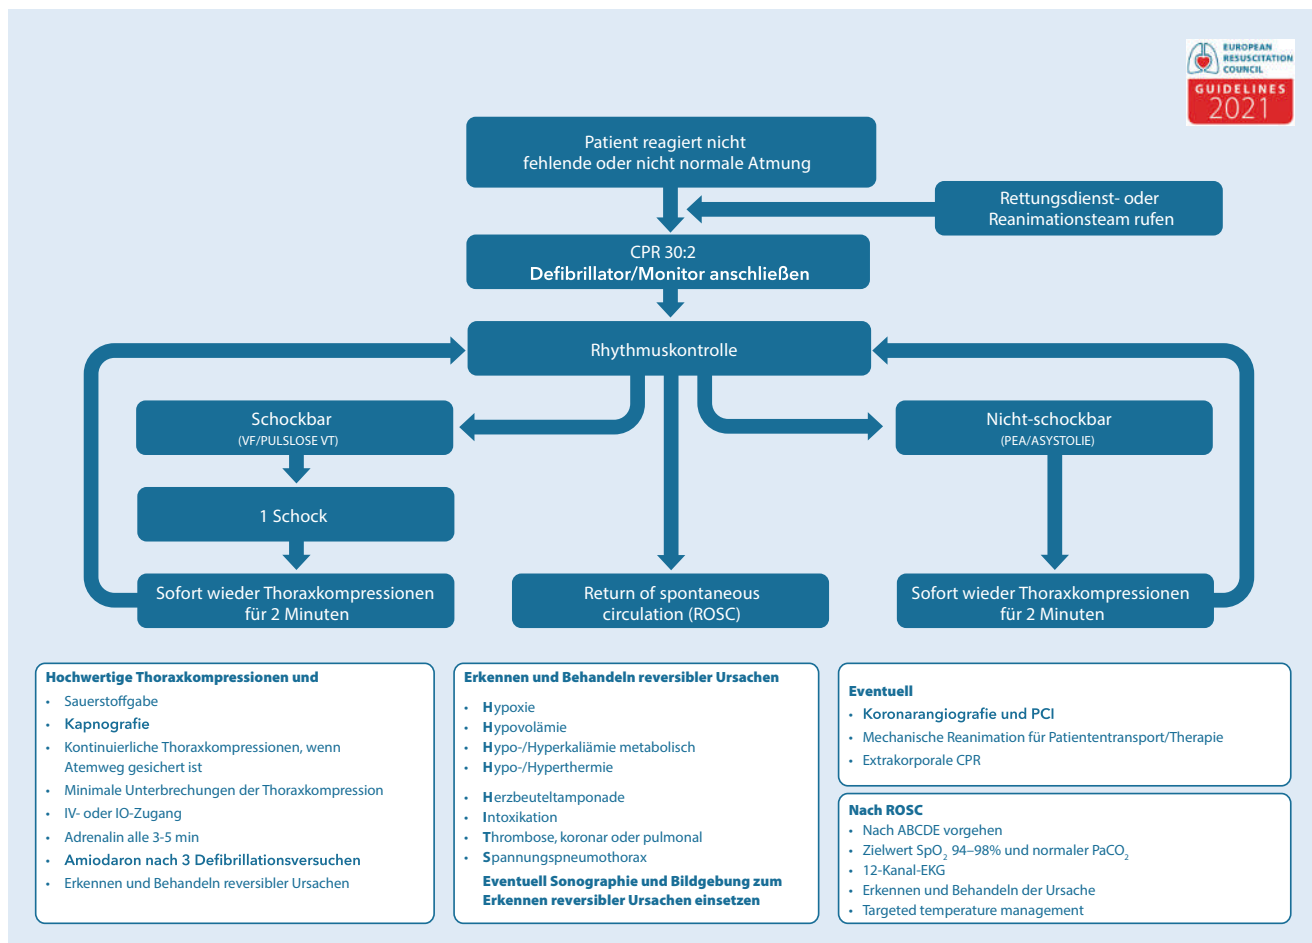 EUROPEAN
RESUSCITATION
COUNCIL
GUIDELINES
2021
Patient reagiert nicht
fehlende oder nicht normale Atmung
Rettungsdienst- oder
Reanimationsteam rufen
CPR 30:2
Defibrillator/Monitor anschließen
Rhythmuskontrolle
Schockbar
(VF/PULSLOSE VT)
Nicht-schockbar
(PEA/ASYSTOLIE)
1 Schock
Sofort wieder Thoraxkompressionen
für 2 Minuten
Return of spontaneous
circulation (ROSC)
Sofort wieder Thoraxkompressionen
für 2 Minuten
Hochwertige Thoraxkompressionen und
• Sauerstoffgabe
• Kapnografie
• Kontinuierliche Thoraxkompressionen, wenn
Atemweg gesichert ist
• Minimale Unterbrechungen der Thoraxkompression
• IV- oder IO-Zugang
• Adrenalin alle 3-5 min
• Amiodaron nach 3 Defibrillationsversuchen
• Erkennen und Behandeln reversibler Ursachen
Erkennen und Behandeln reversibler Ursachen
• Hypoxie
• Hypovolämie
• Hypo-/Hyperkaliämie metabolisch
• Hypo-/Hyperthermie
• Herzbeuteltamponade
• Intoxikation
• Thrombose, koronar oder pulmonal
• Spannungspneumothorax
Eventuell Sonographie und Bildgebung zum
Erkennen reversibler Ursachen einsetzen
Eventuell
• Koronarangiografie und PCI
• Mechanische Reanimation für Patiententransport/Therapie
• Extrakorporale CPR
Nach ROSC
• Nach ABCDE vorgehen
• Zielwert SpO₂ 94–98% und normaler PaCO₂
• 12-Kanal-EKG
• Erkennen und Behandeln der Ursache
• Targeted temperature management